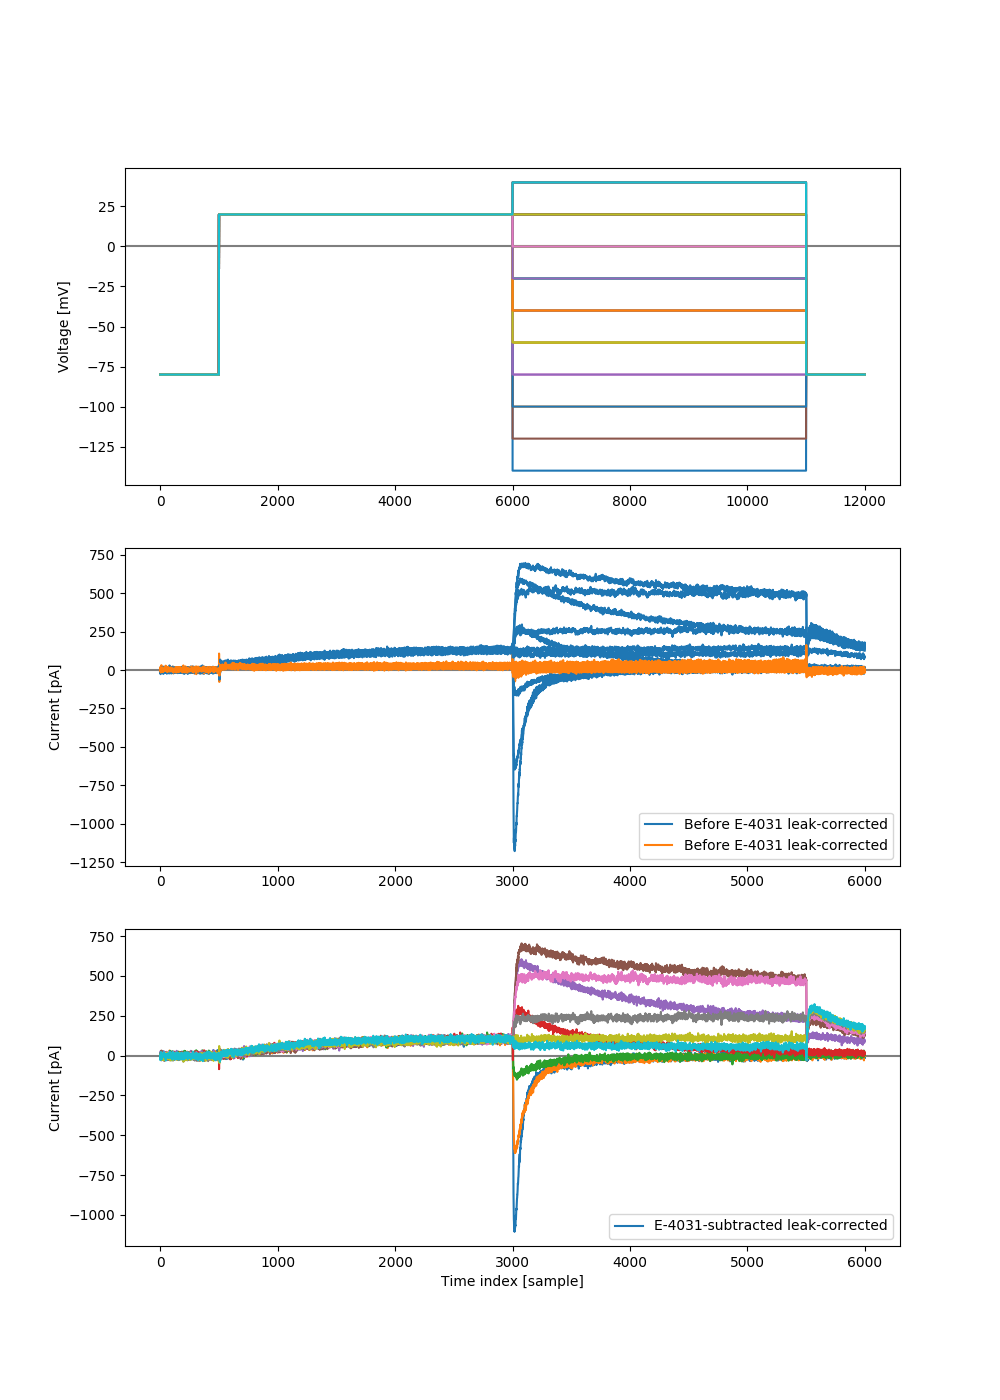 Voltage [mV]
25
0
−25
−50
−75
−100
−125
0 2000 4000 6000 8000 10000 12000
Current [pA]
750
500
250
0
−250
−500
−750
−1000
−1250
Before E-4031 leak-corrected
Before E-4031 leak-corrected
0 1000 2000 3000 4000 5000 6000
Current [pA]
750
500
250
0
−250
−500
−750
−1000
E-4031-subtracted leak-corrected
0 1000 2000 3000 4000 5000 6000
Time index [sample]